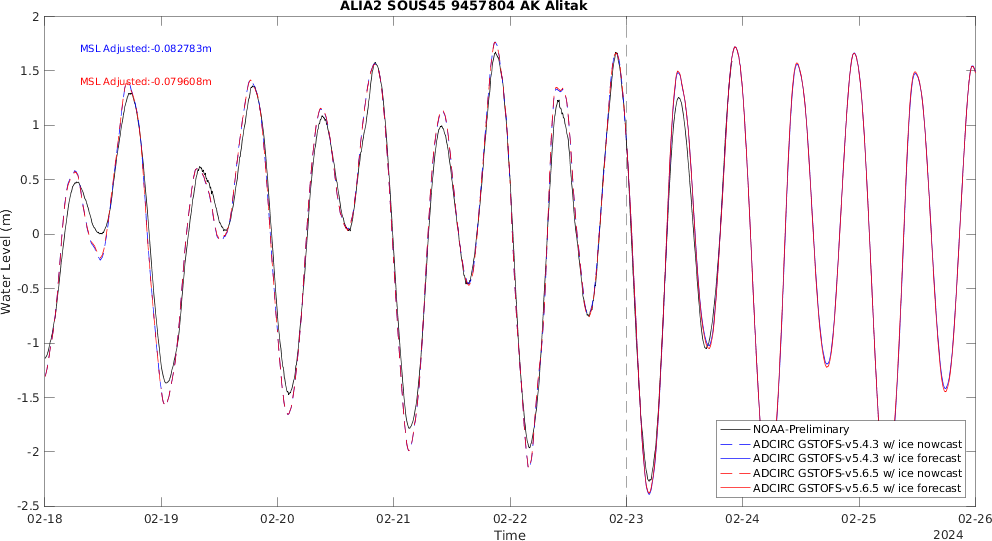 ALIA2 SOUS45 9457804 AK Alitak
MSL Adjusted:-0.082783m
MSL Adjusted:-0.079608m
Water Level (m)
2
1.5
1
0.5
0
-0.5
-1
-1.5
-2
-2.5
NOAA-Preliminary
ADCIRC GSTOFS-v5.4.3 w/ ice nowcast
ADCIRC GSTOFS-v5.4.3 w/ ice forecast
ADCIRC GSTOFS-v5.6.5 w/ ice nowcast
ADCIRC GSTOFS-v5.6.5 w/ ice forecast
02-18 02-19 02-20 02-21 02-22 02-23 02-24 02-25 02-26
Time
2024